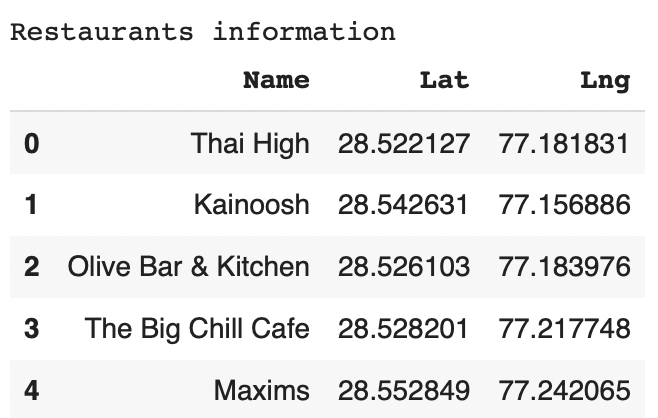 Restaurants information
Name Lat Lng
0 Thai High 28.522127 77.181831
1 Kainoosh 28.542631 77.156886
2 Olive Bar & Kitchen 28.526103 77.183976
3 The Big Chill Cafe 28.528201 77.217748
4 Maxims 28.552849 77.242065